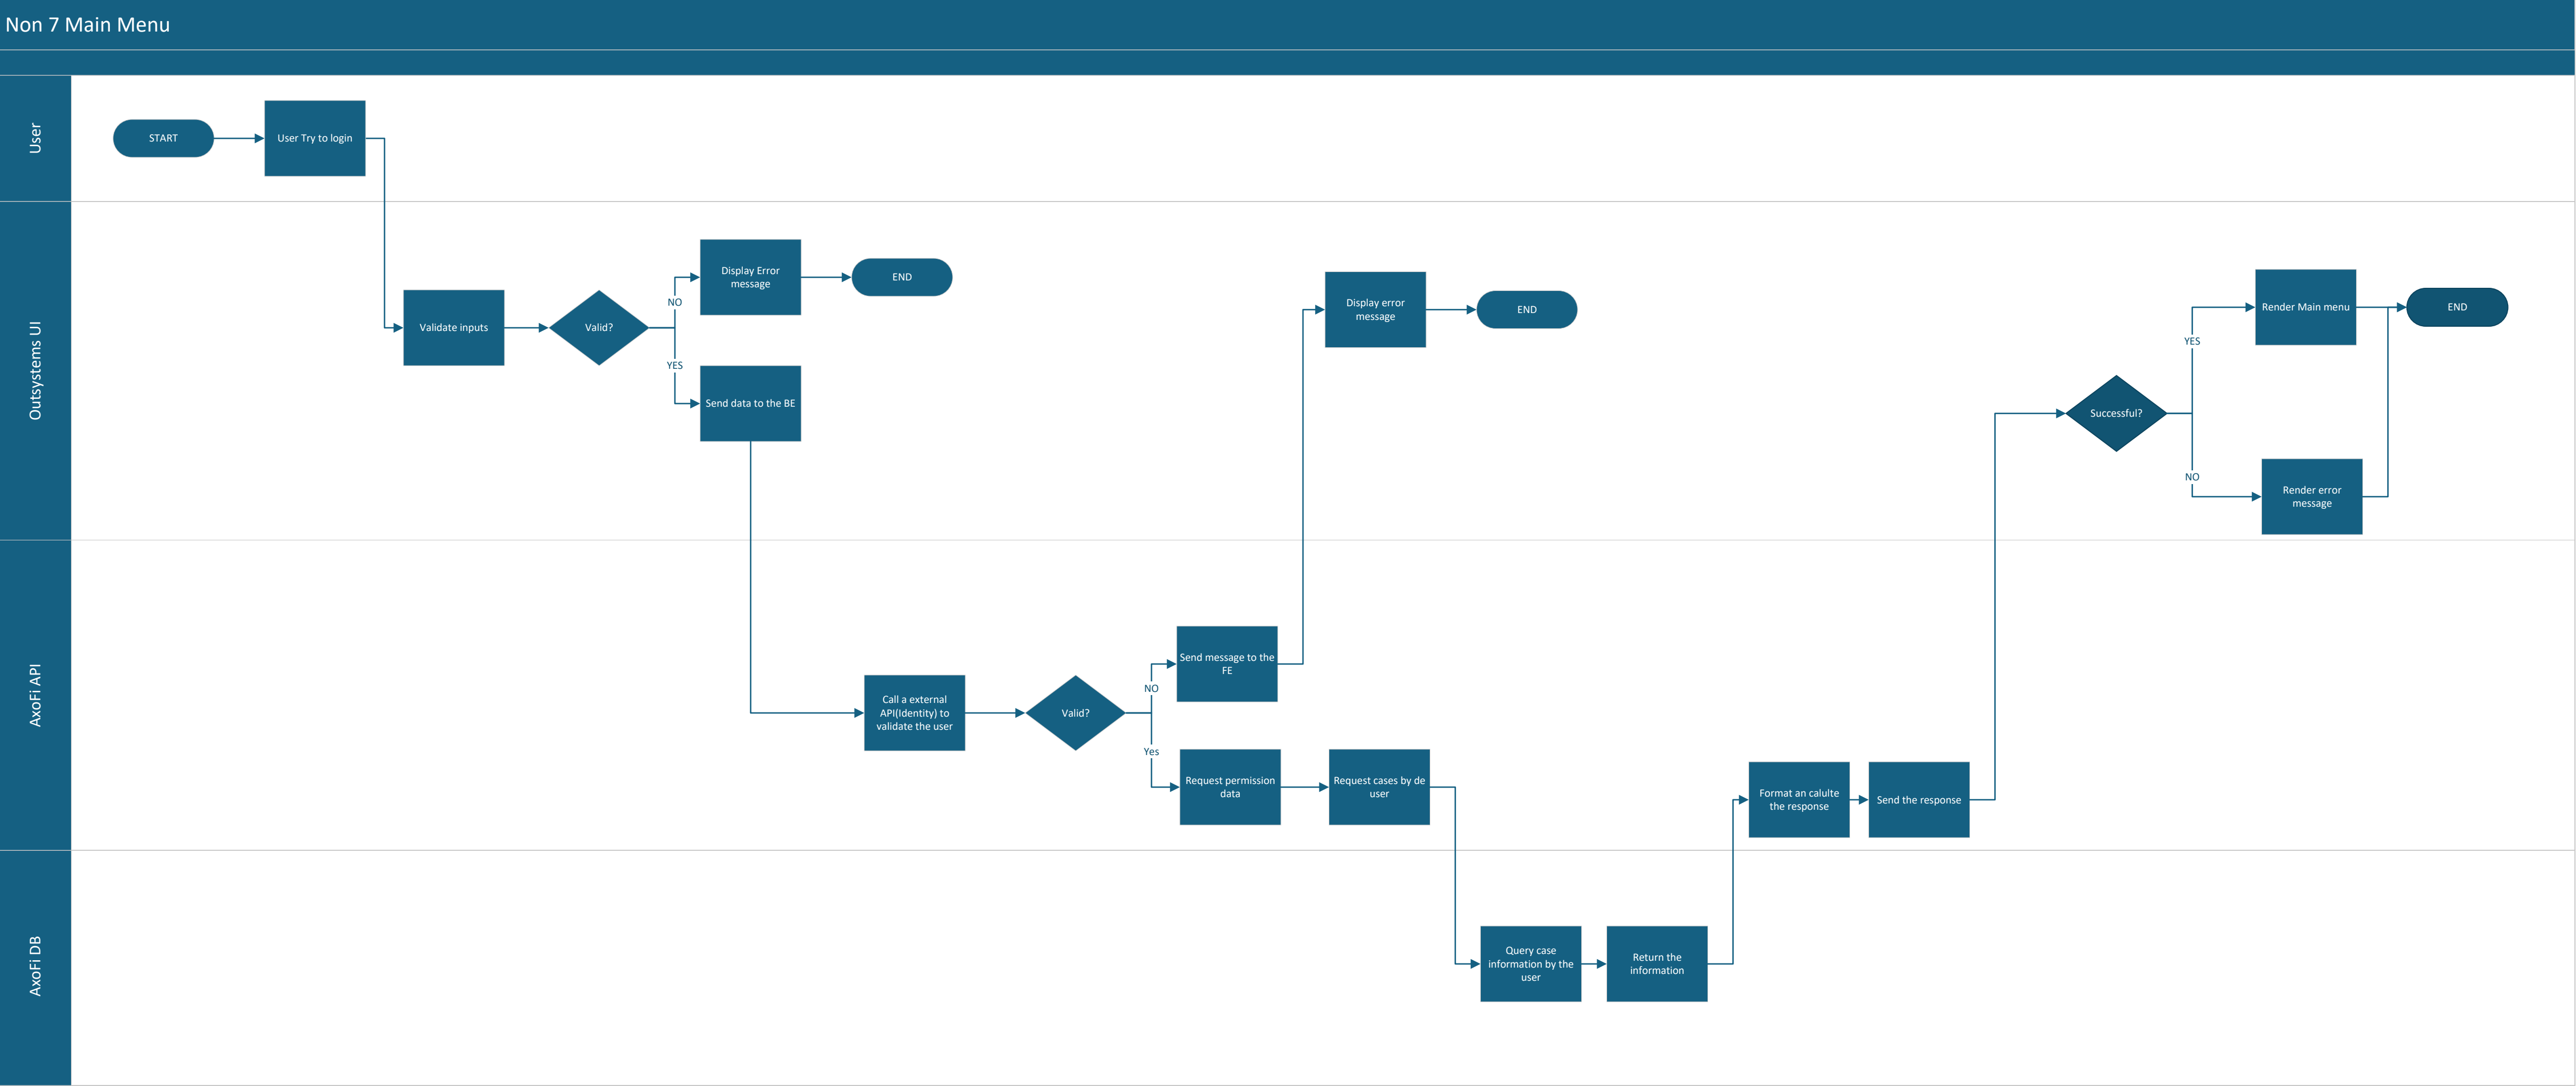 Non 7 Main Menu
User
START
User Try to login
Outsystems UI
Validate inputs
Valid?
NO
YES
Display Error
message
END
Send data to the BE
Display error
message
END
Successful?
YES
NO
Render Main menu
END
Render error
message
AxoFi API
Call a external
API(Identity) to
validate the user
Valid?
NO
Yes
Send message to the
FE
Request permission
data
Request cases by de
user
Format an calulte
the response
Send the response
AxoFi DB
Query case
information by the
user
Return the
information